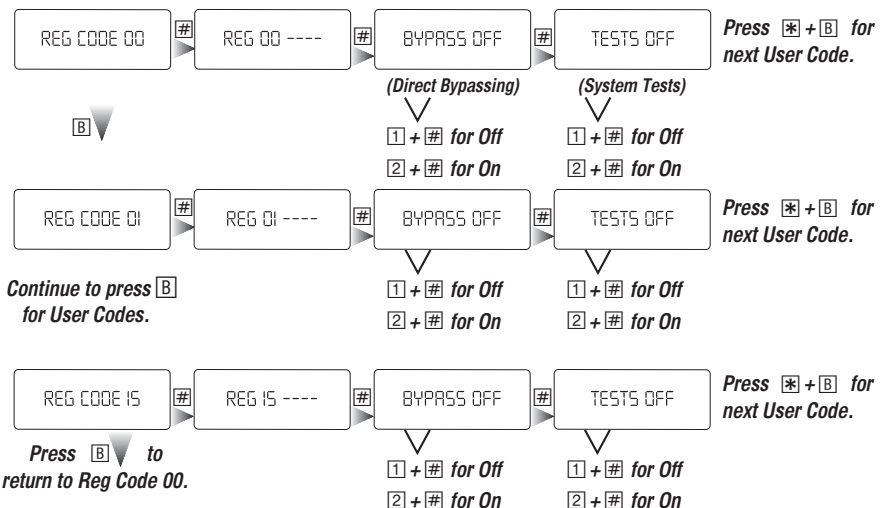 REG CODE 00 # REG 00 ---- # BYPASS OFF # TESTS OFF Press * + B for
next User Code.
(Direct Bypassing) (System Tests)
B
1 + # for Off 1 + # for Off
2 + # for On 2 + # for On
REG CODE 01 # REG 01 ---- # BYPASS OFF # TESTS OFF Press * + B for
next User Code.
Continue to press B
for User Codes.
1 + # for Off 1 + # for Off
2 + # for On 2 + # for On
REG CODE 15 # REG 15 ---- # BYPASS OFF # TESTS OFF Press * + B for
next User Code.
Press B to
return to Reg Code 00.
1 + # for Off 1 + # for Off
2 + # for On 2 + # for On